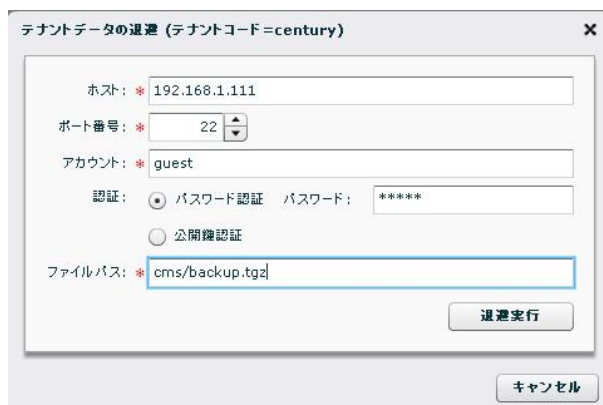 テナントデータの退避 (テナントコード=century)
ホスト: * 192.168.1.111
ポート番号: * 22
アカウント: * guest
認証: パスワード認証 パスワード: *****
公開鍵認証
ファイルパス: * cms/backup.tgz
退避実行
キャンセル